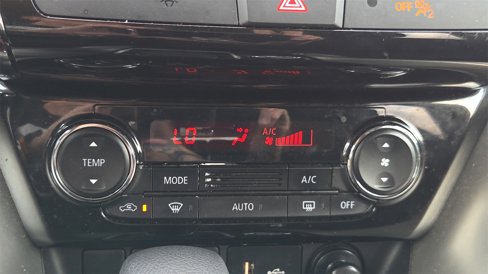 OFF
LO A/C
TEMP
MODE A/C
AUTO OFF